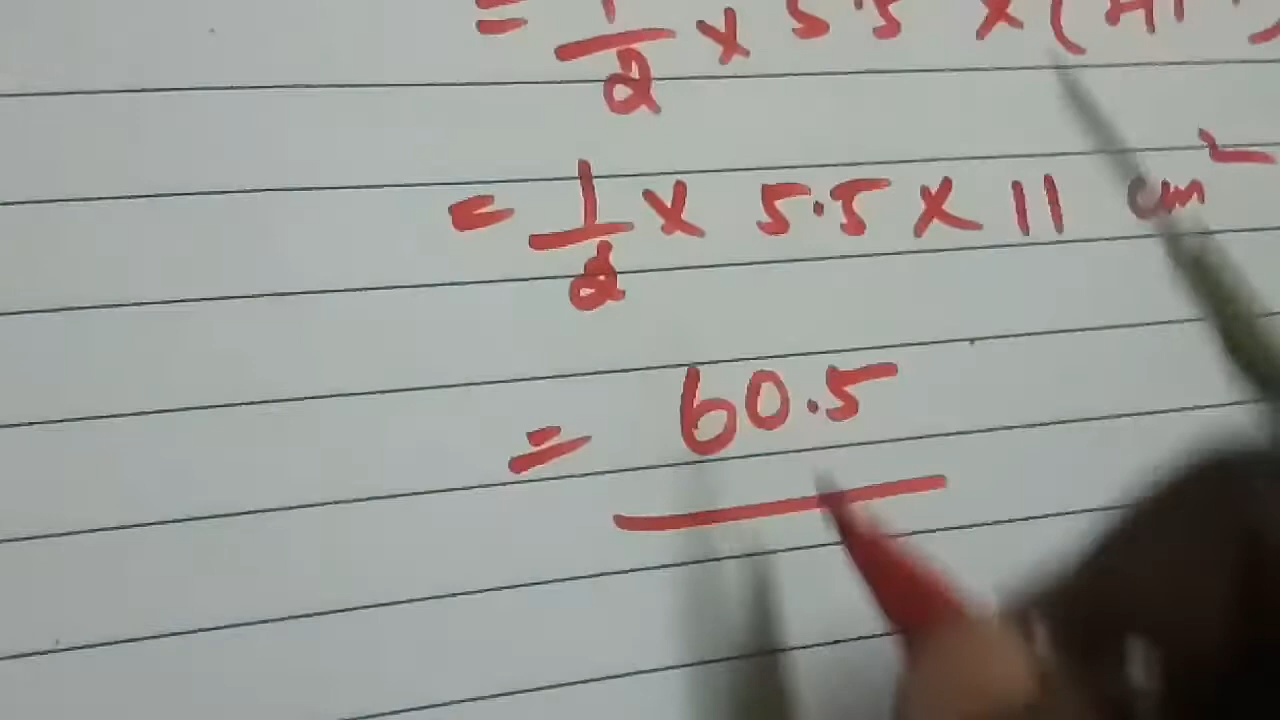 = 1/2 × 5.5 × (
= 1/2 × 5.5 × 11 cm²
= 60.5